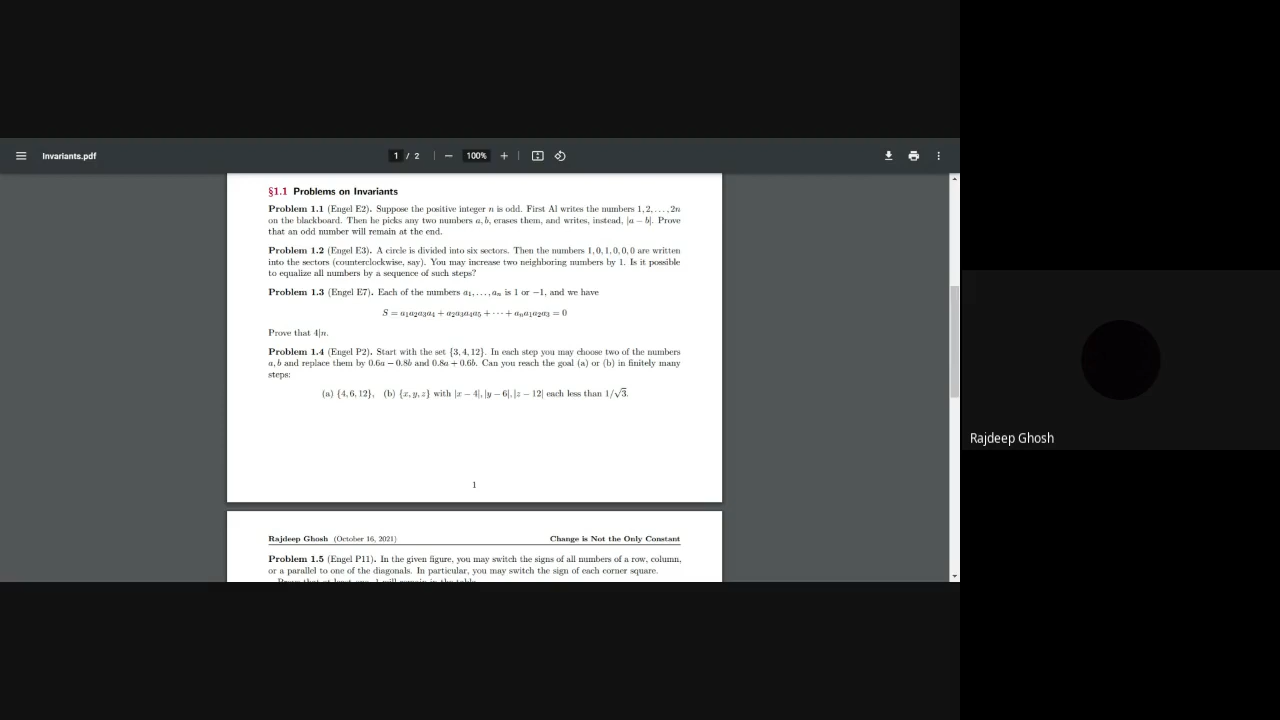 Invariants.pdf
1 / 2
100%
§1.1 Problems on Invariants
Problem 1.1 (Engel E2). Suppose the positive integer n is odd. First Al writes the numbers 1, 2, . . . , 2n
on the blackboard. Then he picks any two numbers a, b, erases them, and writes, instead, |a − b|. Prove
that an odd number will remain at the end.
Problem 1.2 (Engel E3). A circle is divided into six sectors. Then the numbers 1, 0, 1, 0, 0, 0 are written
into the sectors (counterclockwise, say). You may increase two neighboring numbers by 1. Is it possible
to equalize all numbers by a sequence of such steps?
Problem 1.3 (Engel E7). Each of the numbers a₁, . . . , aₙ is 1 or −1, and we have
S = a₁a₂a₃a₄ + a₂a₃a₄a₅ + · · · + aₙa₁a₂a₃ = 0
Prove that 4|n.
Problem 1.4 (Engel P2). Start with the set {3, 4, 12}. In each step you may choose two of the numbers
a, b and replace them by 0.6a − 0.8b and 0.8a + 0.6b. Can you reach the goal (a) or (b) in finitely many
steps:
(a) {4, 6, 12}, (b) {x, y, z} with |x − 4|, |y − 6|, |z − 12| each less than 1/√3.
1
Rajdeep Ghosh (October 16, 2021) Change is Not the Only Constant
Problem 1.5 (Engel P11). In the given figure, you may switch the signs of all numbers of a row, column,
or a parallel to one of the diagonals. In particular, you may switch the sign of each corner square.
Prove that at least one -1 will remain in the table.
Rajdeep Ghosh